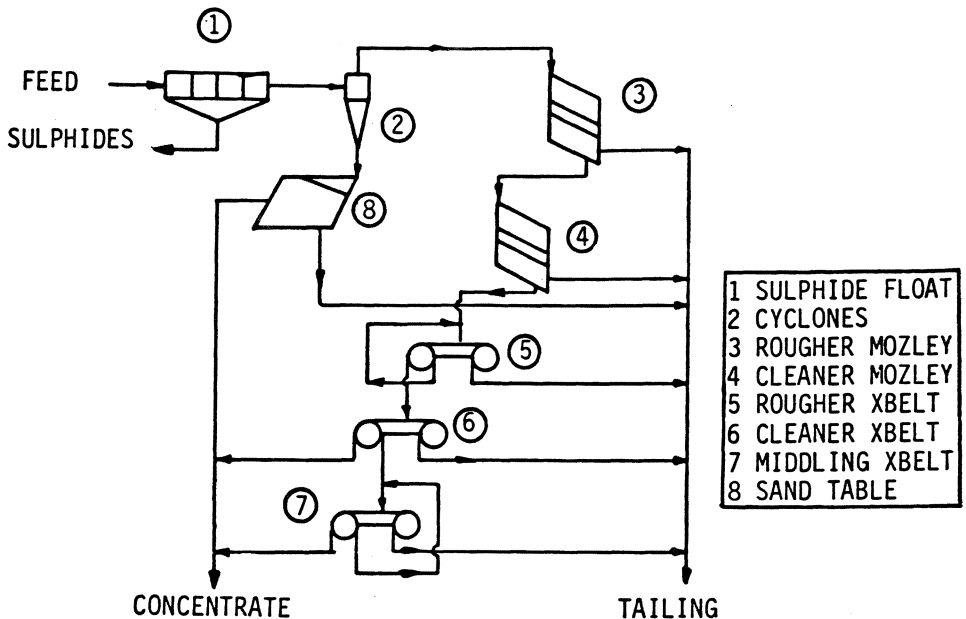 1
FEED
SULPHIDES
2
3
8
4
5
6
7
1 SULPHIDE FLOAT
2 CYCLONES
3 ROUGHER MOZLEY
4 CLEANER MOZLEY
5 ROUGHER XBELT
6 CLEANER XBELT
7 MIDDLING XBELT
8 SAND TABLE
CONCENTRATE
TAILING